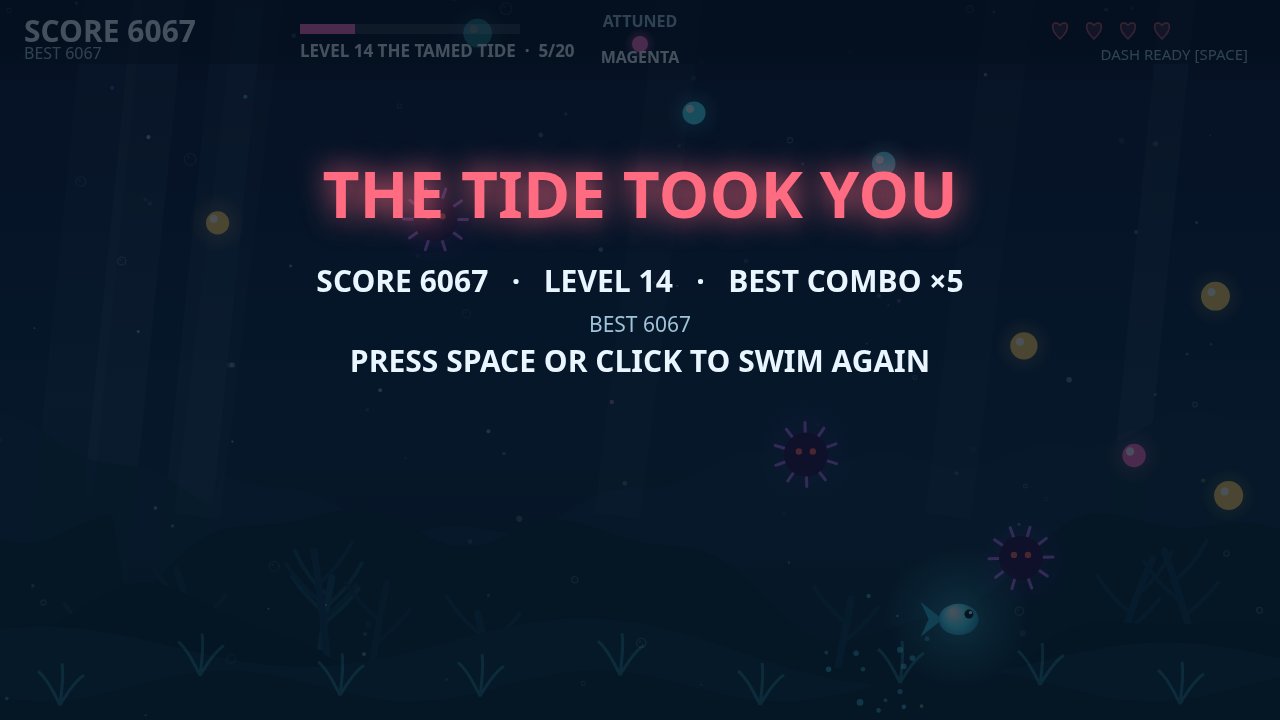 SCORE 6067
BEST 6067
LEVEL 14 THE TAMED TIDE · 5/20
ATTUNED
MAGENTA
DASH READY [SPACE]
THE TIDE TOOK YOU
SCORE 6067 · LEVEL 14 · BEST COMBO ×5
BEST 6067
PRESS SPACE OR CLICK TO SWIM AGAIN